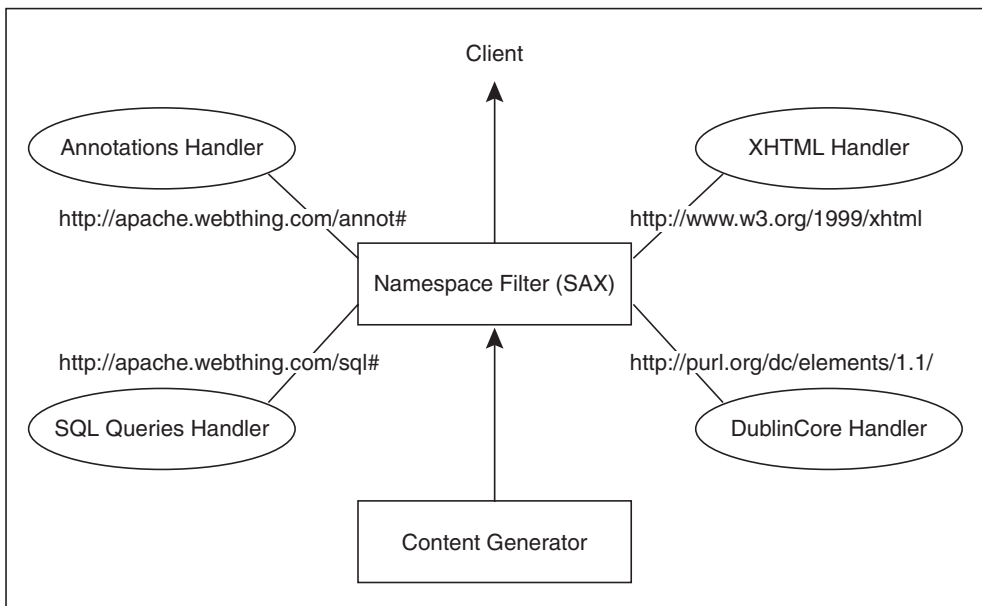 Client
Annotations Handler
XHTML Handler
http://apache.webthing.com/annot#
http://www.w3.org/1999/xhtml
Namespace Filter (SAX)
http://apache.webthing.com/sql#
http://purl.org/dc/elements/1.1/
SQL Queries Handler
DublinCore Handler
Content Generator